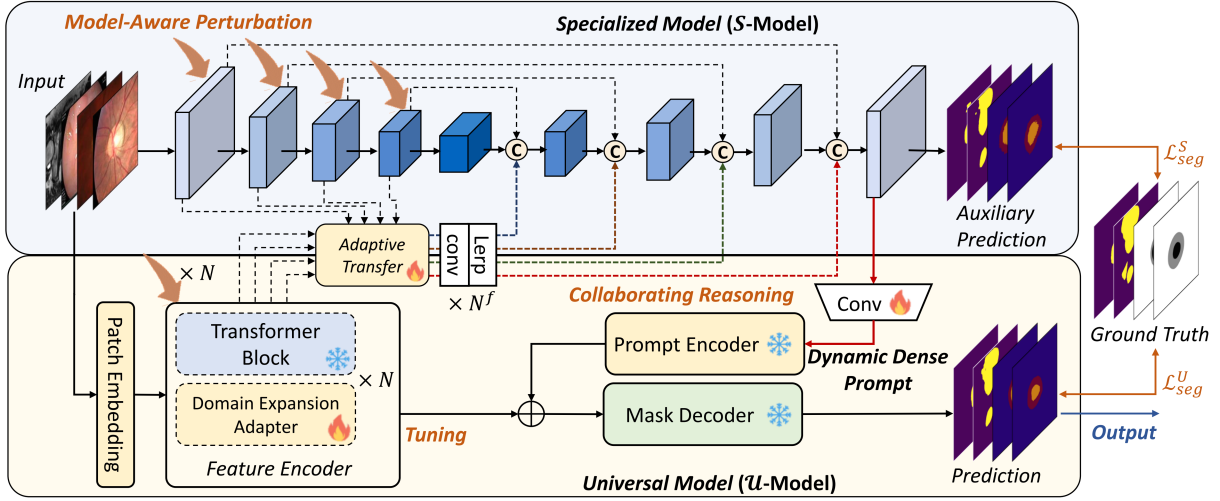 Model-Aware Perturbation
Specialized Model (S-Model)
Input
C
C
C
C
Auxiliary
Prediction
ℒ^S_seg
Adaptive
Transfer
conv
Lerp
× N^f
× N
Collaborating Reasoning
Conv
Ground Truth
Patch Embedding
Transformer
Block
× N
Domain Expansion
Adapter
Feature Encoder
Prompt Encoder
Dynamic Dense
Prompt
Mask Decoder
Tuning
ℒ^U_seg
Output
Prediction
Universal Model (𝒰-Model)